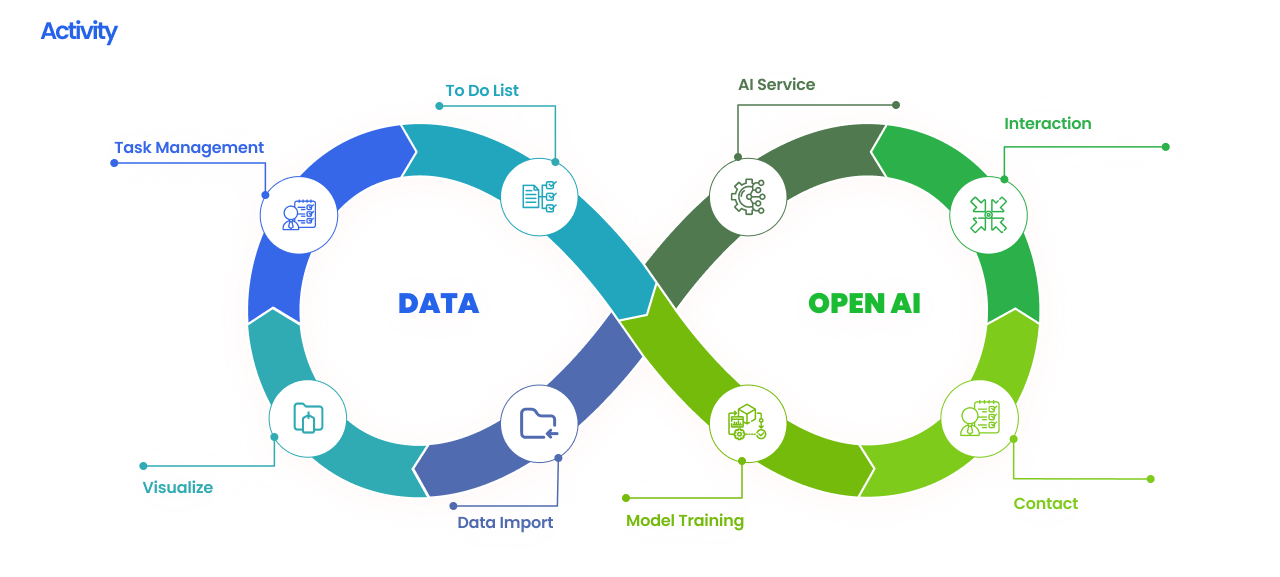 Activity
To Do List
AI Service
Interaction
Task Management
DATA
OPEN AI
Visualize
Data Import
Model Training
Contact